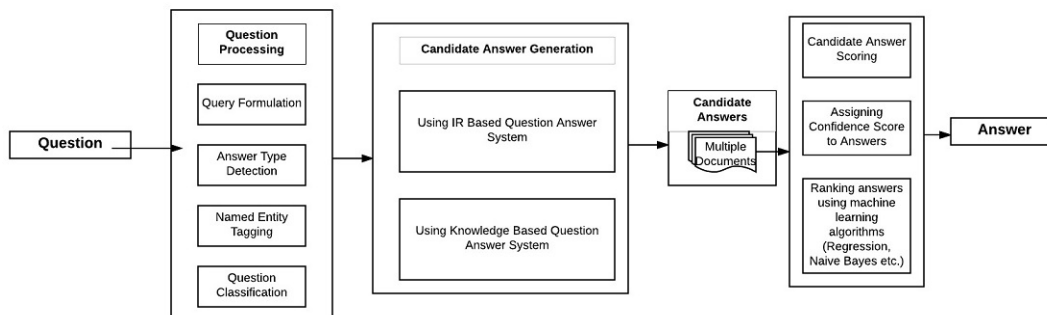 Question
Question
Processing
Query Formulation
Answer Type
Detection
Named Entity
Tagging
Question
Classification
Candidate Answer Generation
Using IR Based Question Answer
System
Using Knowledge Based Question
Answer System
Candidate
Answers
Multiple
Documents
Candidate Answer
Scoring
Assigning
Confidence Score
to Answers
Ranking answers
using machine
learning
algorithms
(Regression,
Naive Bayes etc.)
Answer